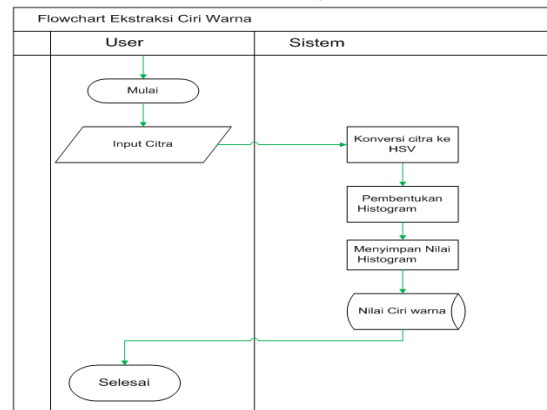 Flowchart Ekstraksi Ciri Warna
User
Sistem
Mulai
Input Citra
Konversi citra ke
HSV
Pembentukan
Histogram
Menyimpan Nilai
Histogram
Nilai Ciri warna
Selesai